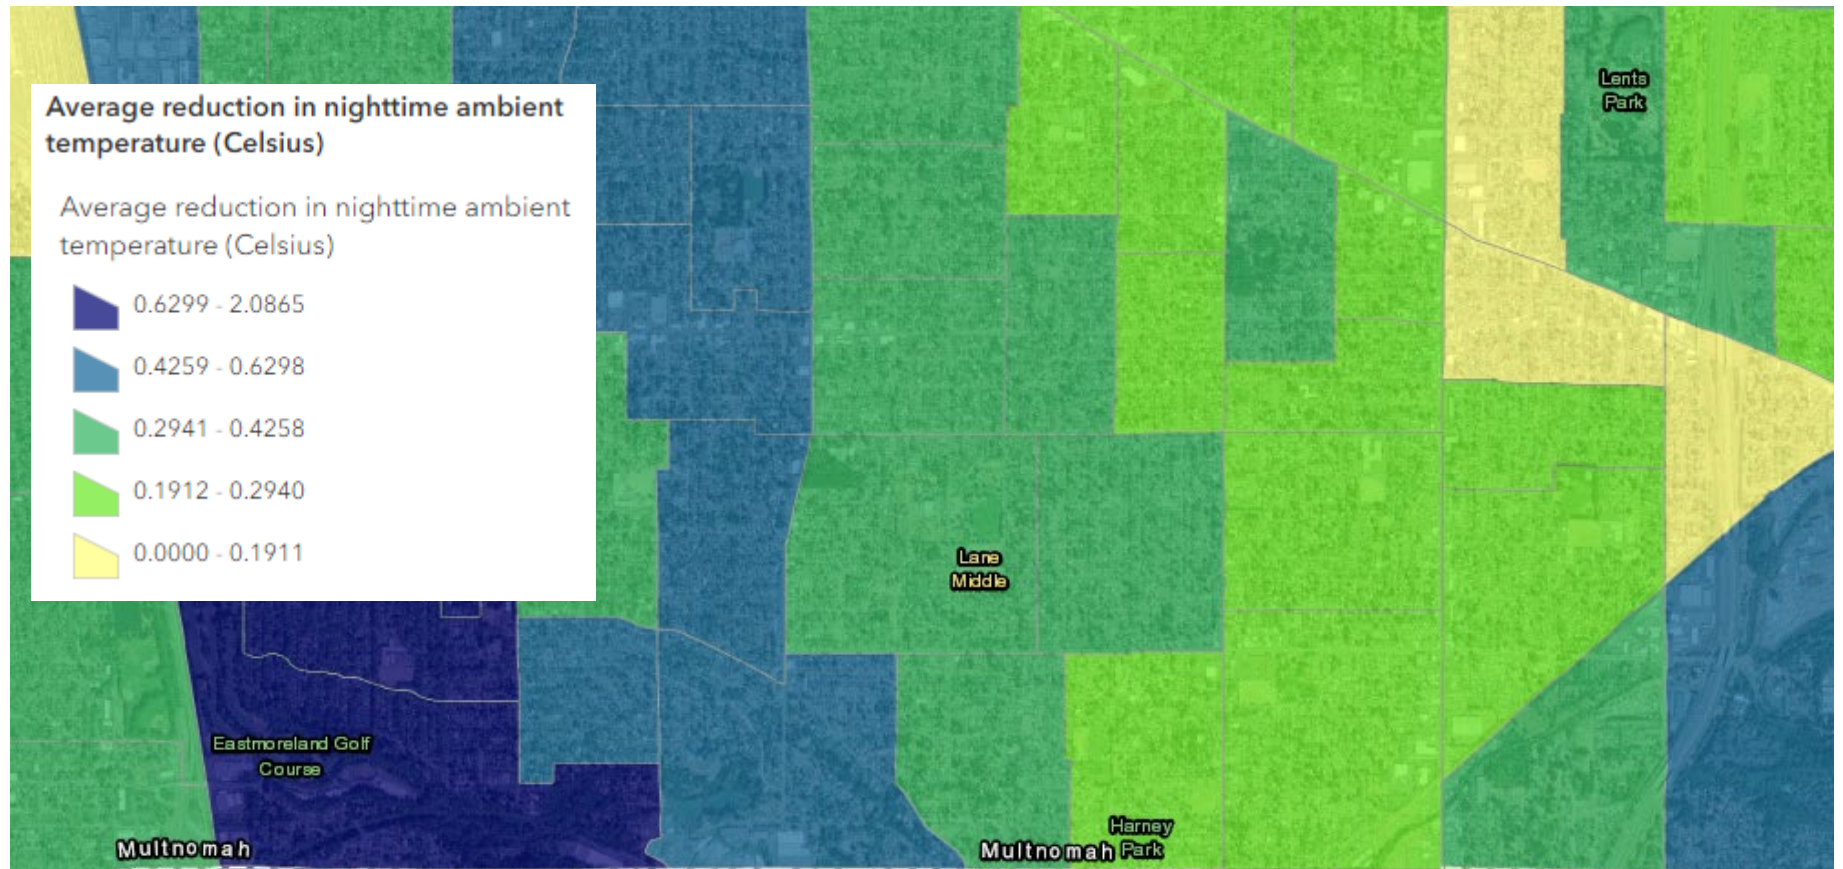 Average reduction in nighttime ambient
temperature (Celsius)
Average reduction in nighttime ambient
temperature (Celsius)
0.6299 - 2.0865
0.4259 - 0.6298
0.2941 - 0.4258
0.1912 - 0.2940
0.0000 - 0.1911
Lents
Park
Lane
Middle
Eastmoreland Golf
Course
Multnomah
Harney
Multnomah Park